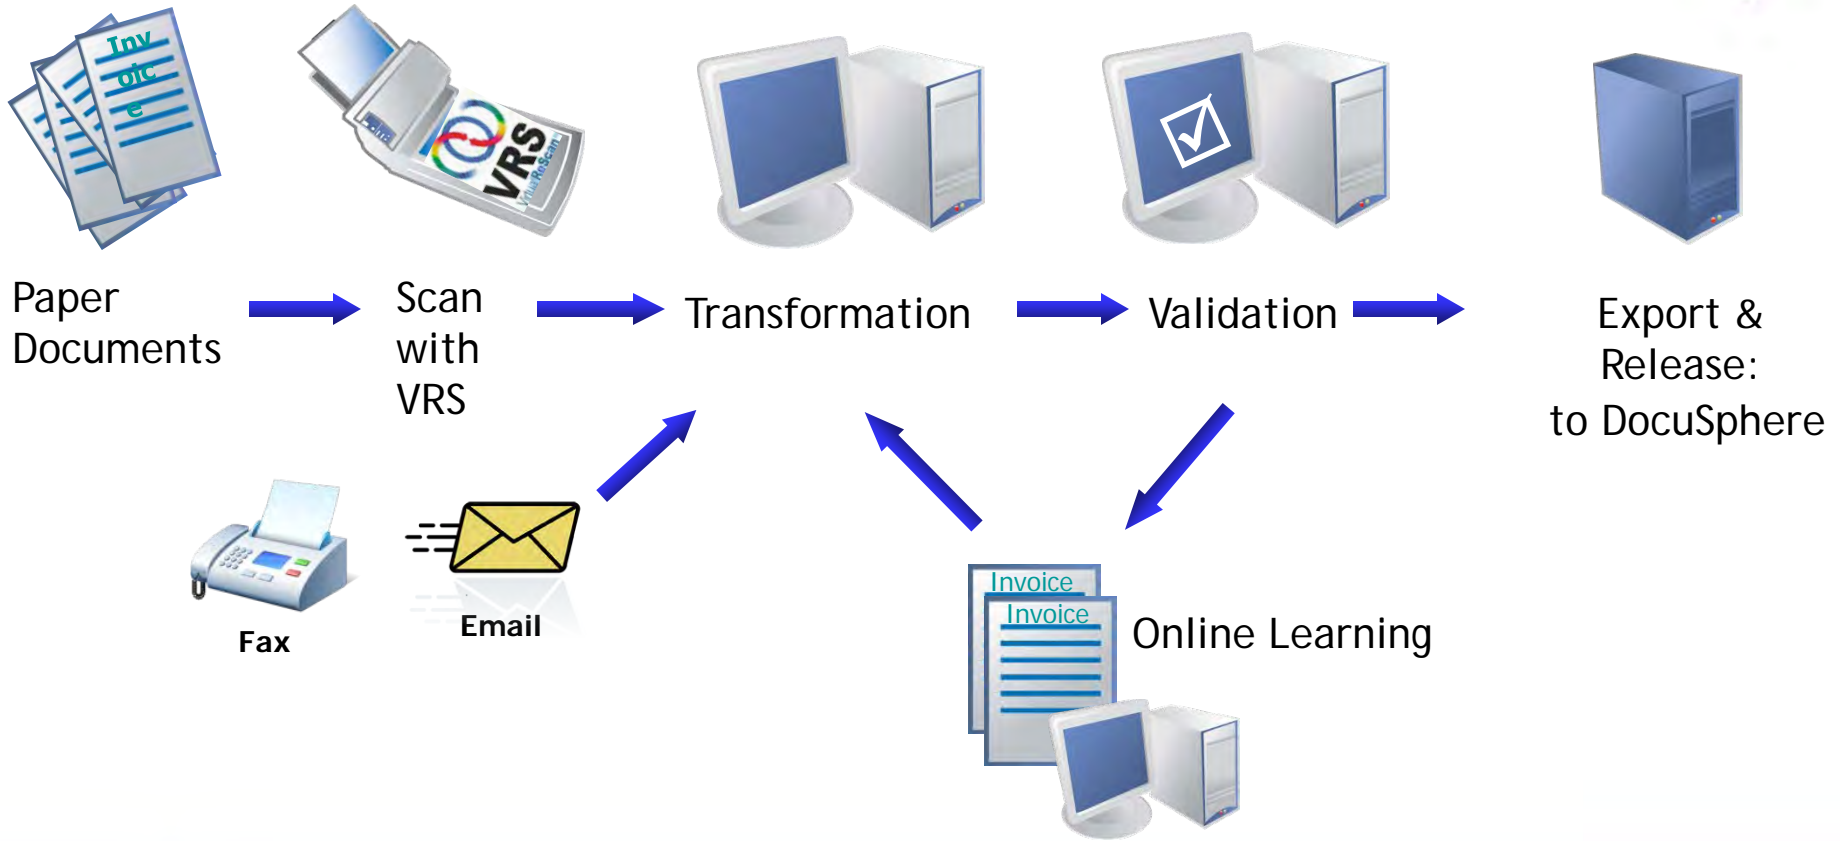 Inv
oic
e
VRS
VirtualReScan
Paper
Documents
Scan
with
VRS
Transformation
Validation
Export &
Release:
to DocuSphere
Fax
Email
Invoice
Invoice
Online Learning